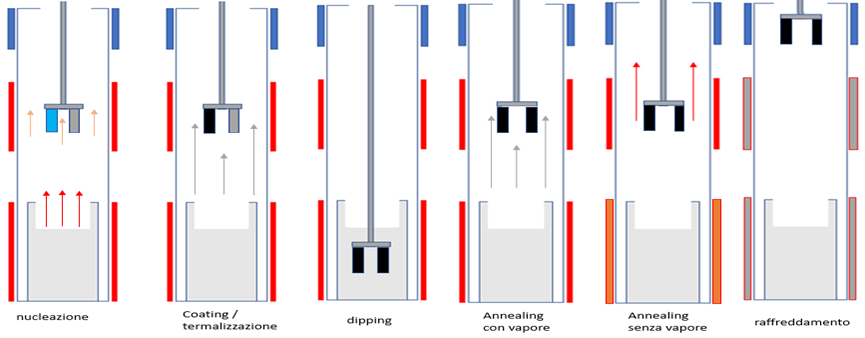 nucleazione
Coating /
termalizzazione
dipping
Annealing
con vapore
Annealing
senza vapore
raffreddamento